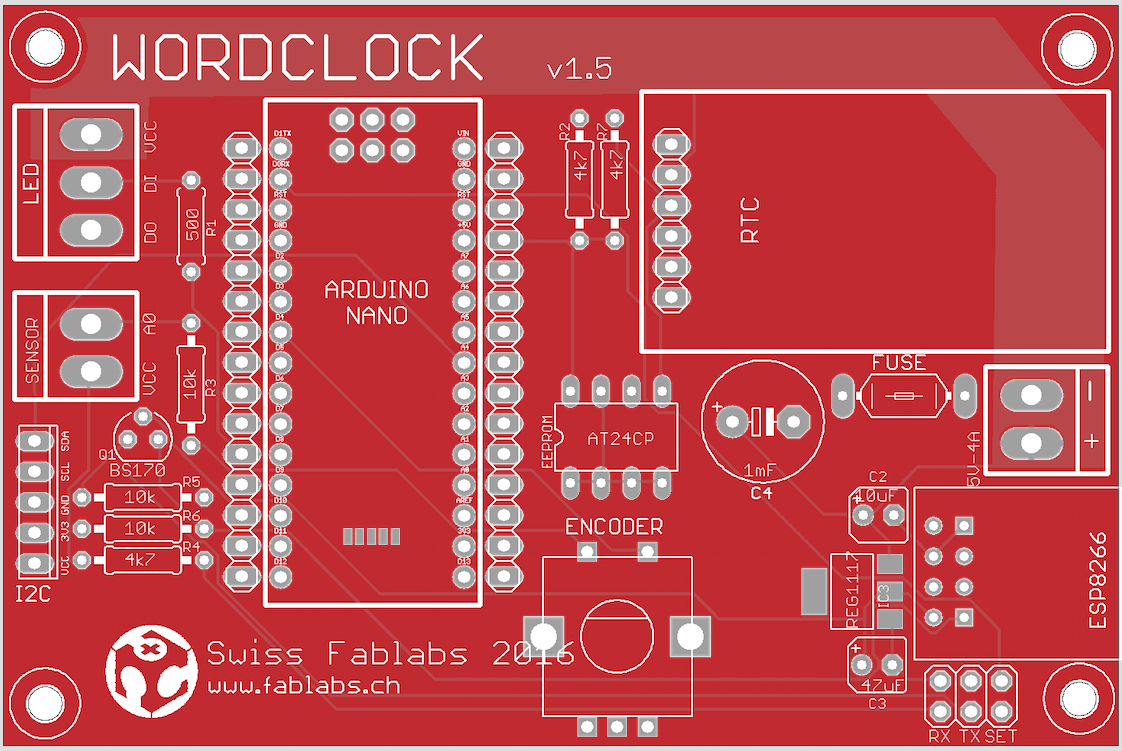 WORDCLOCK
v1.5
LED
VCC
DI
DO
500
R1
SENSOR
A0
VCC
10k
R3
Q1
BS170
SDA
SCL
GND
3V3
VCC
I2C
10k
R5
10k
R6
4k7
R4
D1TX
D0RX
RST
GND
D2
D3
D4
D5
D6
D7
D8
D9
D10
D11
D12
VIN
GND
RST
+5V
A7
A6
A5
A4
A3
A2
A1
A0
AREF
3V3
D13
ARDUINO
NANO
R2
4k7
R7
4k7
RTC
EEPROM
AT24CP
+
1mF
C4
FUSE
-
+
5V-4A
C2
10uF
+
ENCODER
REG1117
IC3
ESP8266
+
47uF
C3
RX TX SET
Swiss Fablabs 2016
www.fablabs.ch